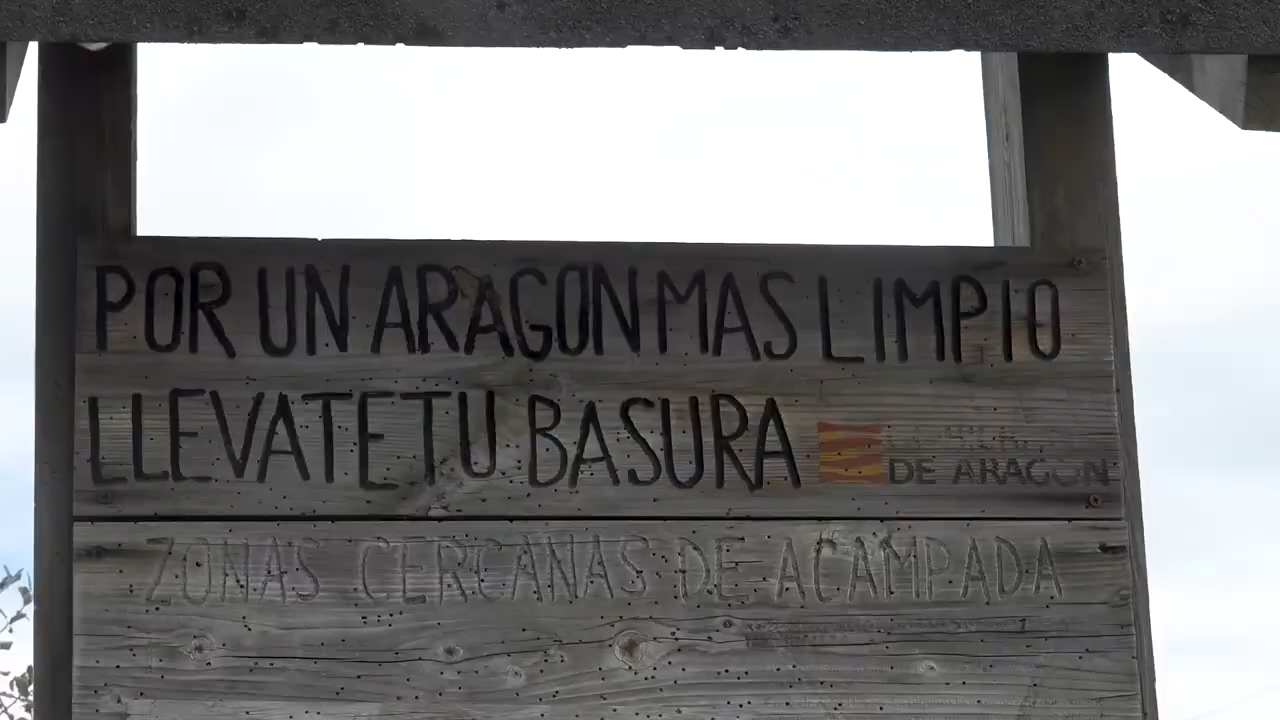 POR UN ARAGON MAS LIMPIO
LLEVATE TU BASURA
DE ARAGON
ZONAS CERCANAS DE ACAMPADA